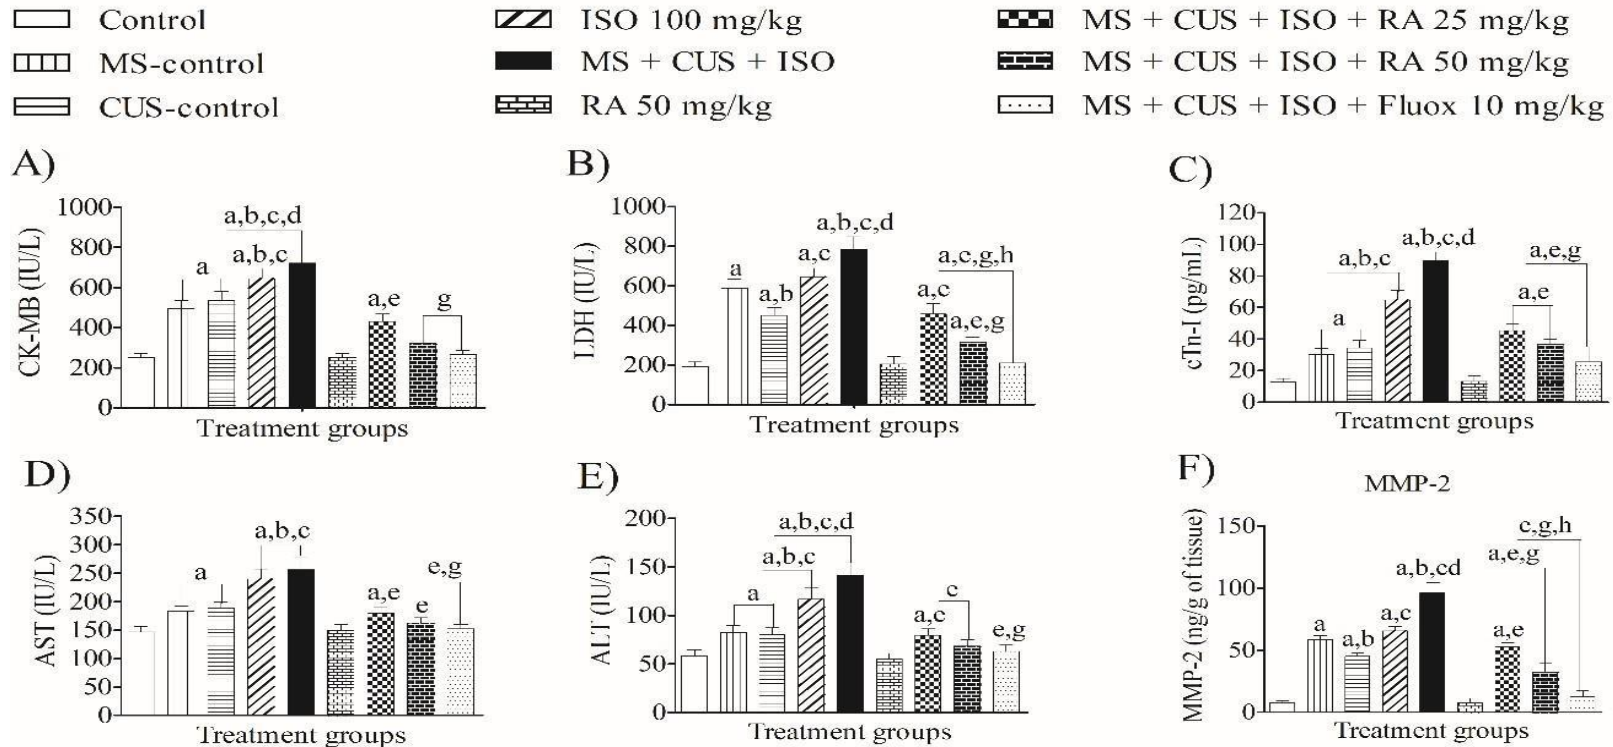 Control
MS-control
CUS-control
ISO 100 mg/kg
MS + CUS + ISO
RA 50 mg/kg
MS + CUS + ISO + RA 25 mg/kg
MS + CUS + ISO + RA 50 mg/kg
MS + CUS + ISO + Fluox 10 mg/kg
A)
CK-MB (IU/L)
1000
800
600
400
200
0
a
a,b,c
a,b,c,d
a,e
g
Treatment groups
B)
LDH (IU/L)
1000
800
600
400
200
0
a
a,b
a,c
a,b,c,d
a,c
a,e,g
a,c,g,h
Treatment groups
C)
cTn-I (pg/mL)
120
100
80
60
40
20
0
a
a,b,c
a,b,c,d
a,e
a,e,g
Treatment groups
D)
AST (IU/L)
350
300
250
200
150
100
50
0
a
a,b,c
a,e
e
e,g
Treatment groups
E)
ALT (IU/L)
200
150
100
50
0
a
a,b,c
a,b,c,d
a,c
c
e,g
Treatment groups
F)
MMP-2
MMP-2 (ng/g of tissue)
150
100
50
0
a
a,b
a,c
a,b,cd
a,e
a,e,g
c,g,h
Treatment groups